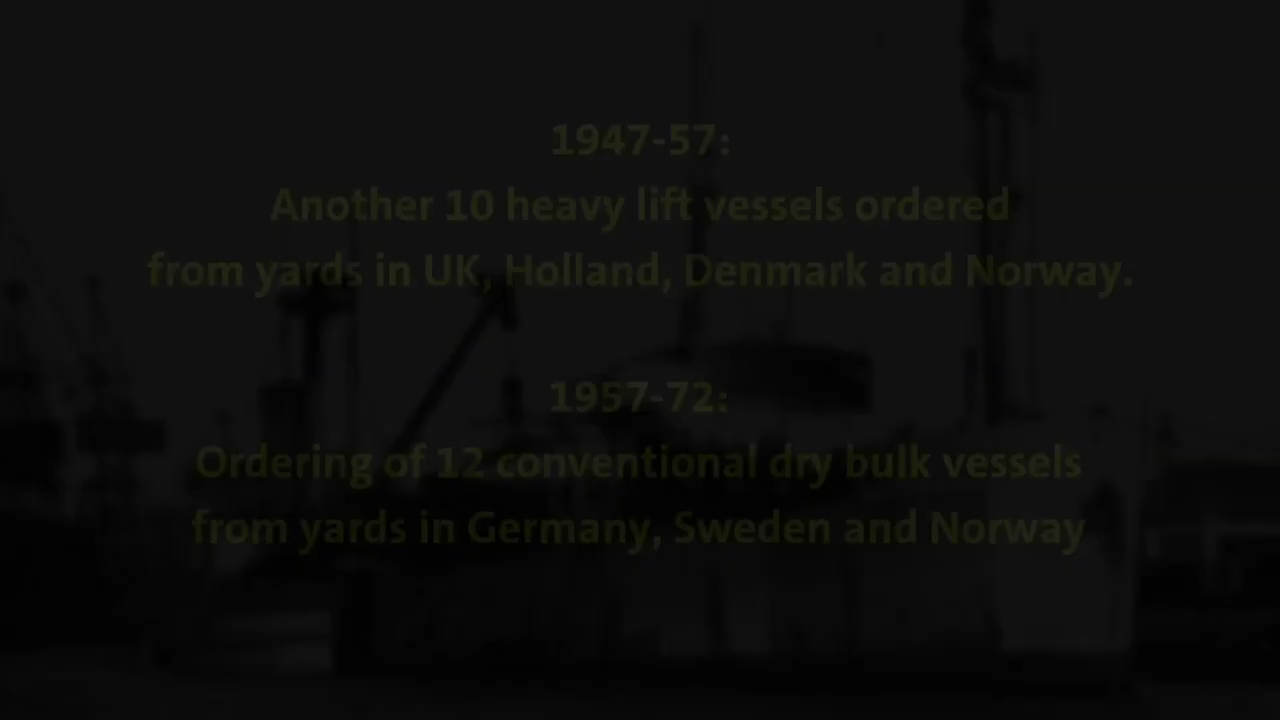 1947-57:
Another 10 heavy lift vessels ordered
from yards in UK, Holland, Denmark and Norway.
1957-72:
Ordering of 12 conventional dry bulk vessels
from yards in Germany, Sweden and Norway